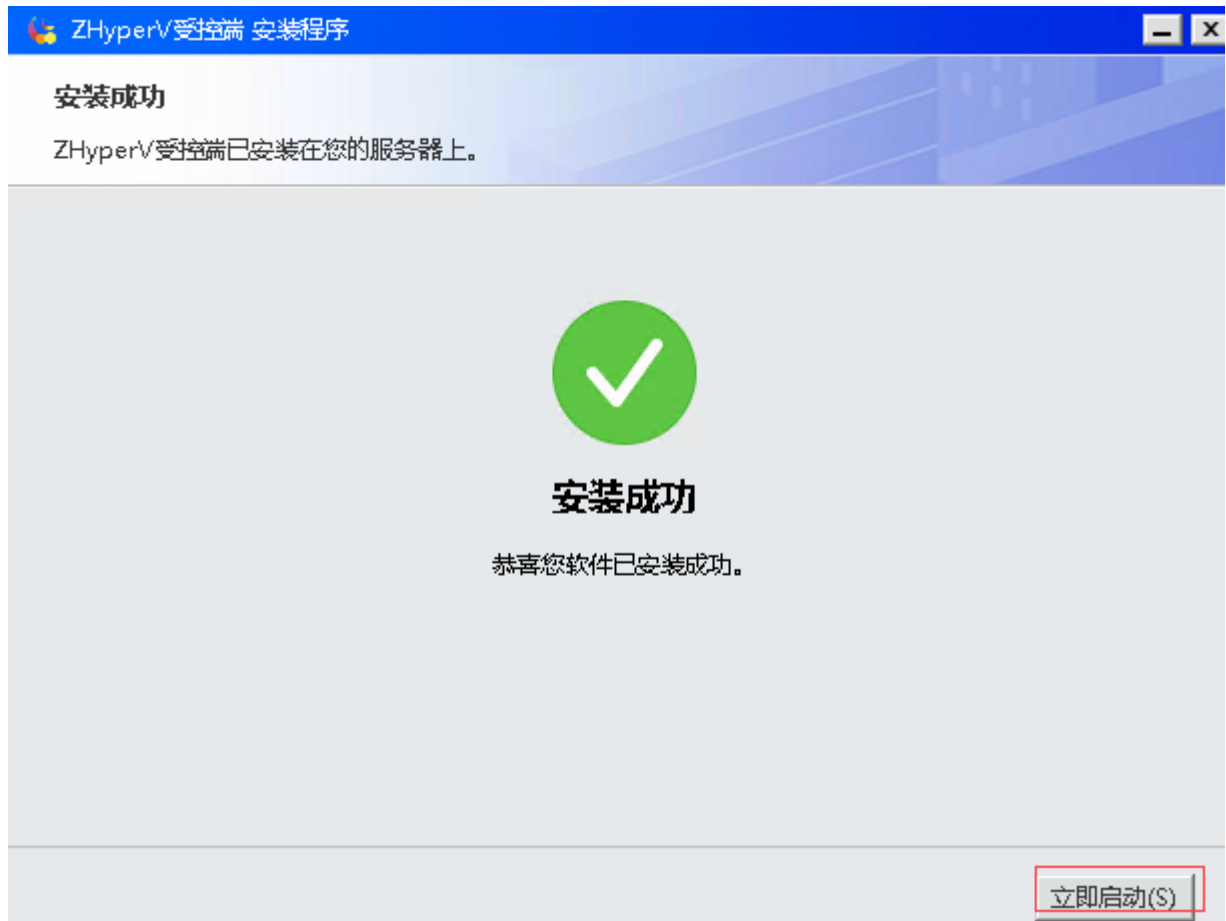 ZHyperV受控端 安装程序
安装成功
ZHyperV受控端已安装在您的服务器上。
安装成功
恭喜您软件已安装成功。
立即启动(S)